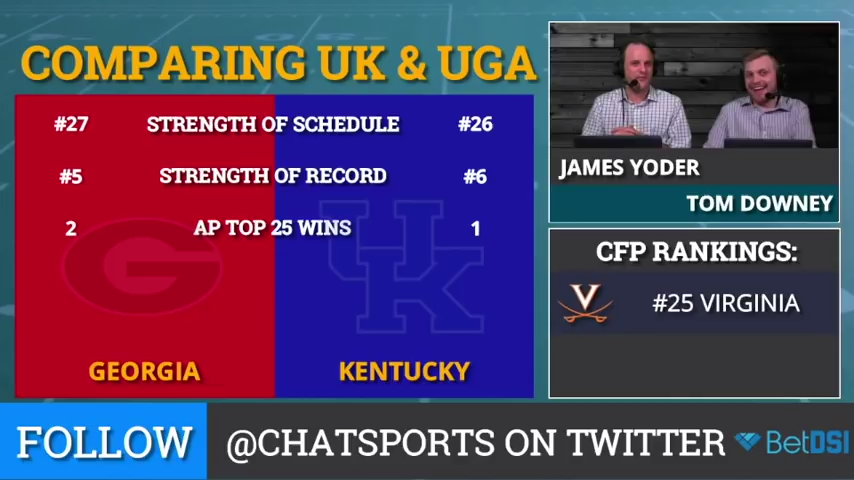 COMPARING UK & UGA
#27 STRENGTH OF SCHEDULE #26
#5 STRENGTH OF RECORD #6
2 AP TOP 25 WINS 1
G
UK
GEORGIA KENTUCKY
JAMES YODER
TOM DOWNEY
CFP RANKINGS:
V #25 VIRGINIA
FOLLOW @CHATSPORTS ON TWITTER BetDSI